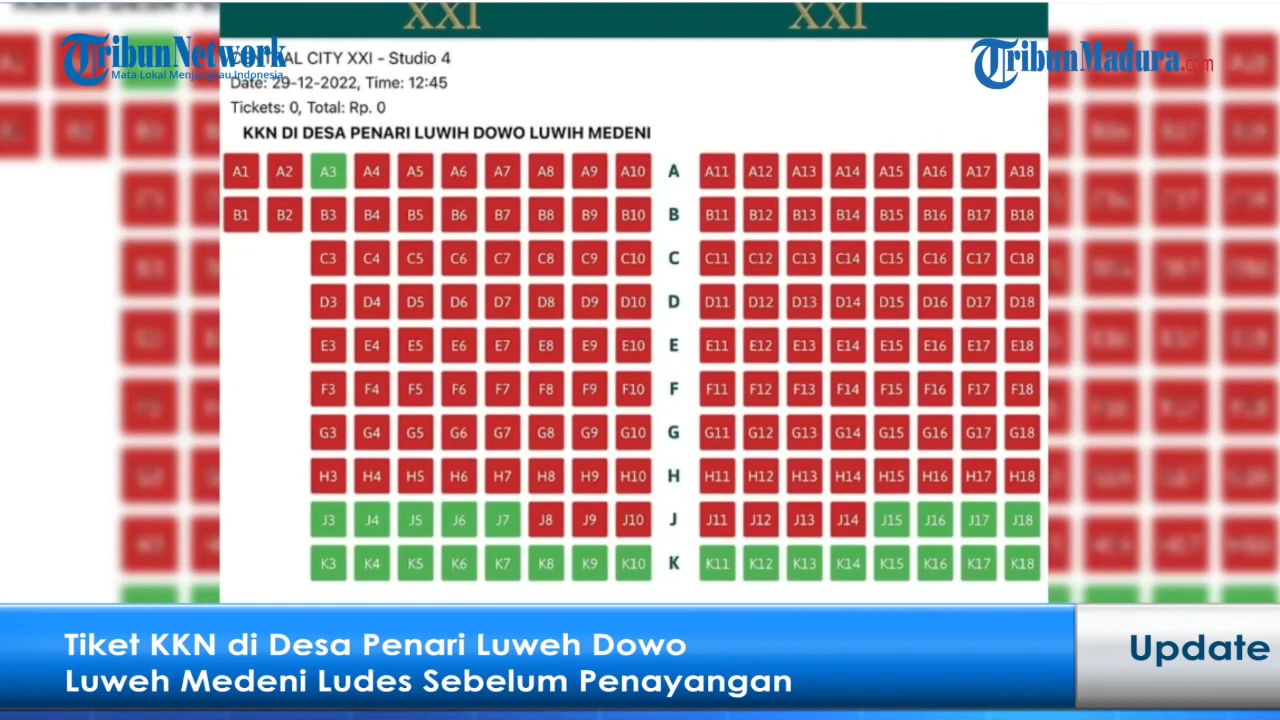 XXI XXI
TribunNetwork
Mata Lokal Menjangkau Indonesia
TribunMadura.com
CITY XXI - Studio 4
Date: 29-12-2022, Time: 12:45
Tickets: 0, Total: Rp. 0
KKN DI DESA PENARI LUWIH DOWO LUWIH MEDENI
A1 A2 A3 A4 A5 A6 A7 A8 A9 A10 A A11 A12 A13 A14 A15 A16 A17 A18
B1 B2 B3 B4 B5 B6 B7 B8 B9 B10 B B11 B12 B13 B14 B15 B16 B17 B18
C3 C4 C5 C6 C7 C8 C9 C10 C C11 C12 C13 C14 C15 C16 C17 C18
D3 D4 D5 D6 D7 D8 D9 D10 D D11 D12 D13 D14 D15 D16 D17 D18
E3 E4 E5 E6 E7 E8 E9 E10 E E11 E12 E13 E14 E15 E16 E17 E18
F3 F4 F5 F6 F7 F8 F9 F10 F F11 F12 F13 F14 F15 F16 F17 F18
G3 G4 G5 G6 G7 G8 G9 G10 G G11 G12 G13 G14 G15 G16 G17 G18
H3 H4 H5 H6 H7 H8 H9 H10 H H11 H12 H13 H14 H15 H16 H17 H18
J3 J4 J5 J6 J7 J8 J9 J10 J J11 J12 J13 J14 J15 J16 J17 J18
K3 K4 K5 K6 K7 K8 K9 K10 K K11 K12 K13 K14 K15 K16 K17 K18
Tiket KKN di Desa Penari Luweh Dowo
Luweh Medeni Ludes Sebelum Penayangan
Update